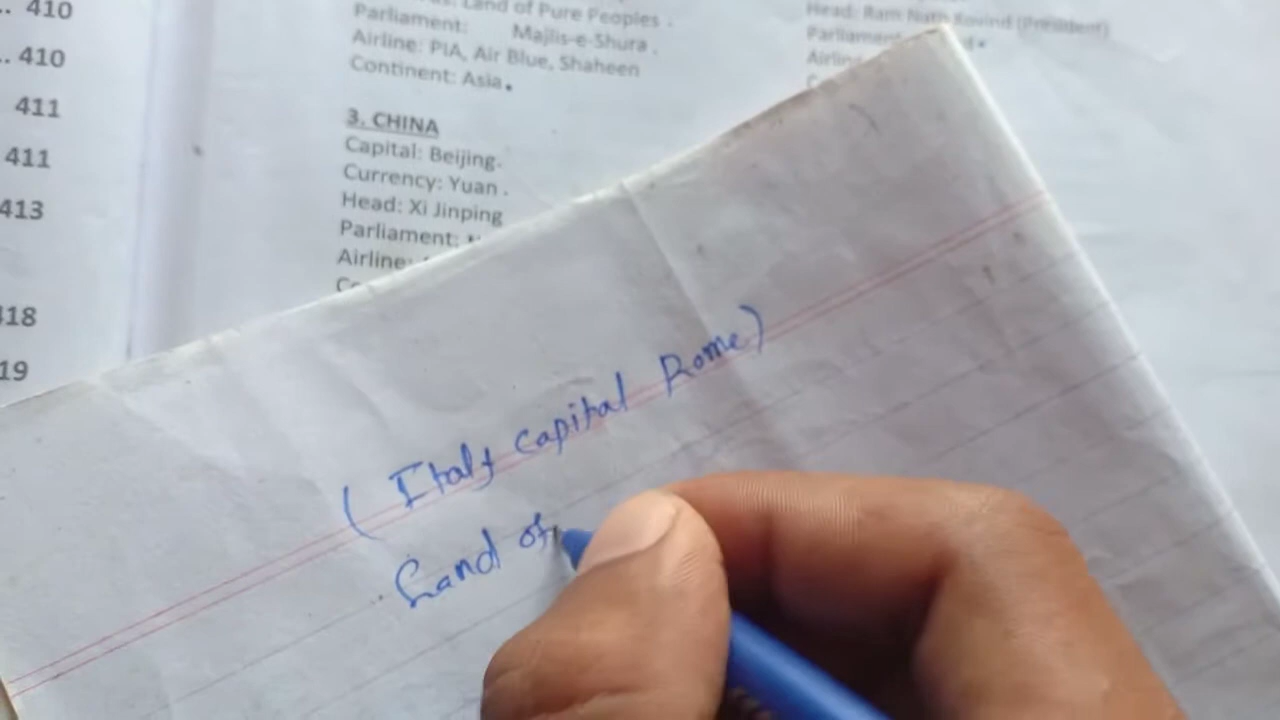 .. 410
.. 410
411
411
413
418
19
Land of Pure Peoples .
Parliament: Majlis-e-Shura .
Airline: PIA, Air Blue, Shaheen
Continent: Asia.
3. CHINA
Capital: Beijing.
Currency: Yuan .
Head: Xi Jinping
Parliament:
Airline:
Head: Ram Nath Kovind (President)
Parliament
Airline
( Italy capital Rome)
Land of